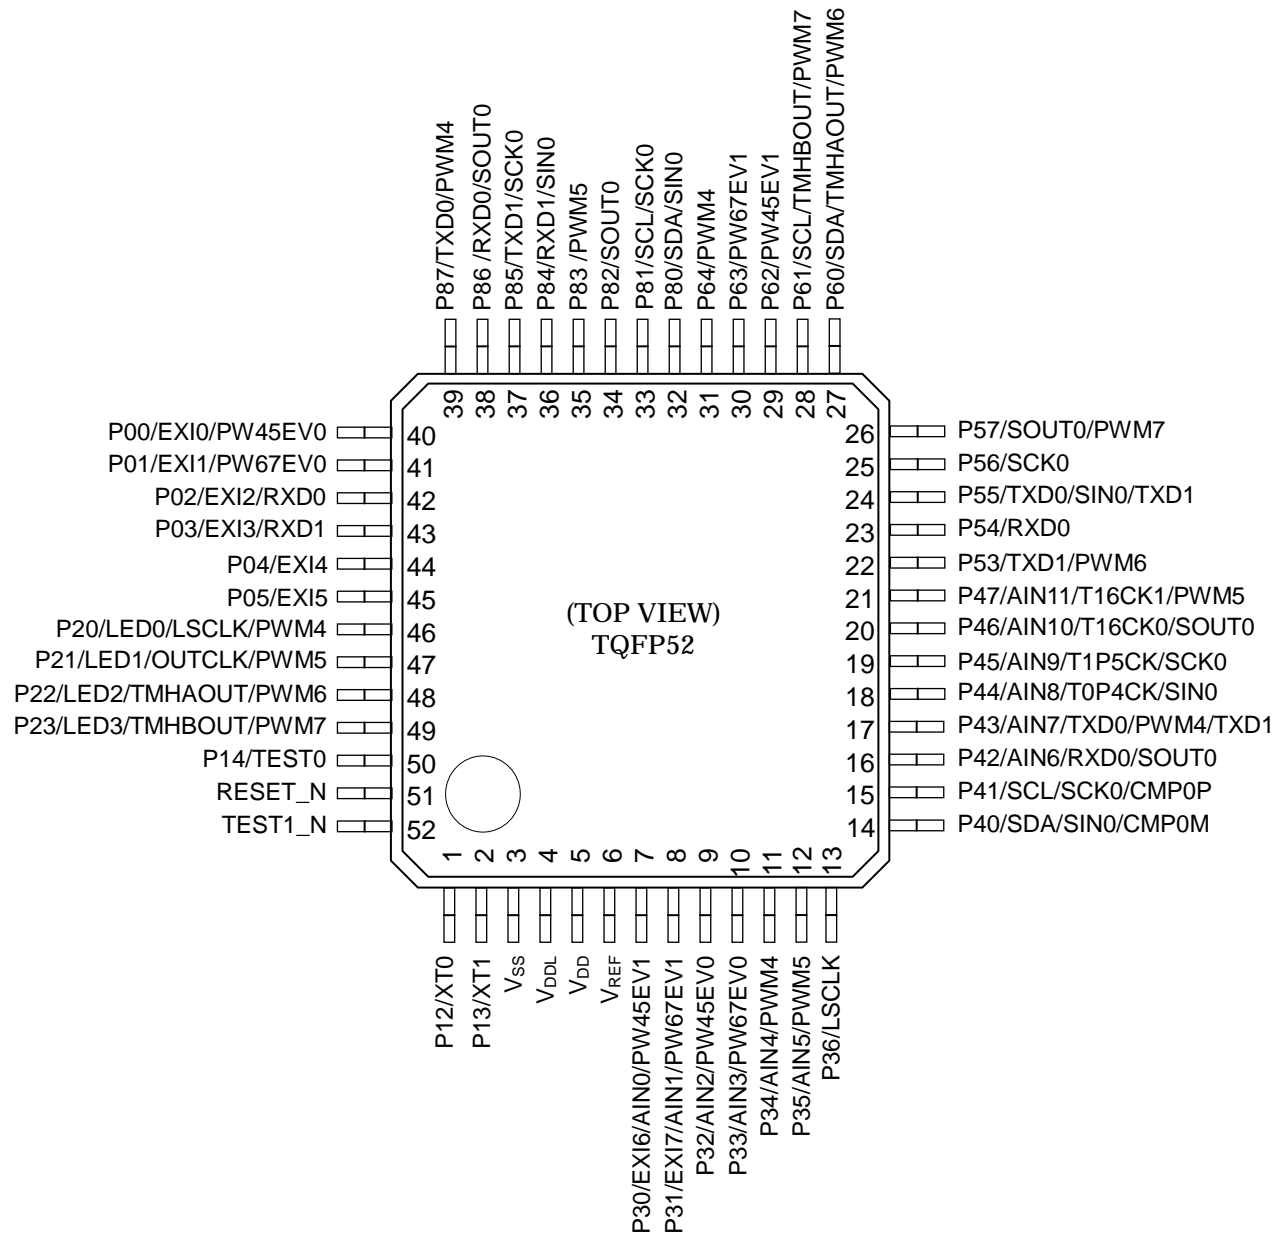 P87/TXD0/PWM4
P86 /RXD0/SOUT0
P85/TXD1/SCK0
P84/RXD1/SIN0
P83 /PWM5
P82/SOUT0
P81/SCL/SCK0
P80/SDA/SIN0
P64/PWM4
P63/PW67EV1
P62/PW45EV1
P61/SCL/TMHBOUT/PWM7
P60/SDA/TMHAOUT/PWM6
39
38
37
36
35
34
33
32
31
30
29
28
27
P00/EXI0/PW45EV0
40
P01/EXI1/PW67EV0
41
P02/EXI2/RXD0
42
P03/EXI3/RXD1
43
P04/EXI4
44
P05/EXI5
45
P20/LED0/LSCLK/PWM4
46
P21/LED1/OUTCLK/PWM5
47
P22/LED2/TMHAOUT/PWM6
48
P23/LED3/TMHBOUT/PWM7
49
P14/TEST0
50
RESET_N
51
TEST1_N
52
(TOP VIEW)
TQFP52
26
P57/SOUT0/PWM7
25
P56/SCK0
24
P55/TXD0/SIN0/TXD1
23
P54/RXD0
22
P53/TXD1/PWM6
21
P47/AIN11/T16CK1/PWM5
20
P46/AIN10/T16CK0/SOUT0
19
P45/AIN9/T1P5CK/SCK0
18
P44/AIN8/T0P4CK/SIN0
17
P43/AIN7/TXD0/PWM4/TXD1
16
P42/AIN6/RXD0/SOUT0
15
P41/SCL/SCK0/CMP0P
14
P40/SDA/SIN0/CMP0M
1
2
3
4
5
6
7
8
9
10
11
12
13
P12/XT0
P13/XT1
VSS
VDDL
VDD
VREF
P30/EXI6/AIN0/PW45EV1
P31/EXI7/AIN1/PW67EV1
P32/AIN2/PW45EV0
P33/AIN3/PW67EV0
P34/AIN4/PWM4
P35/AIN5/PWM5
P36/LSCLK